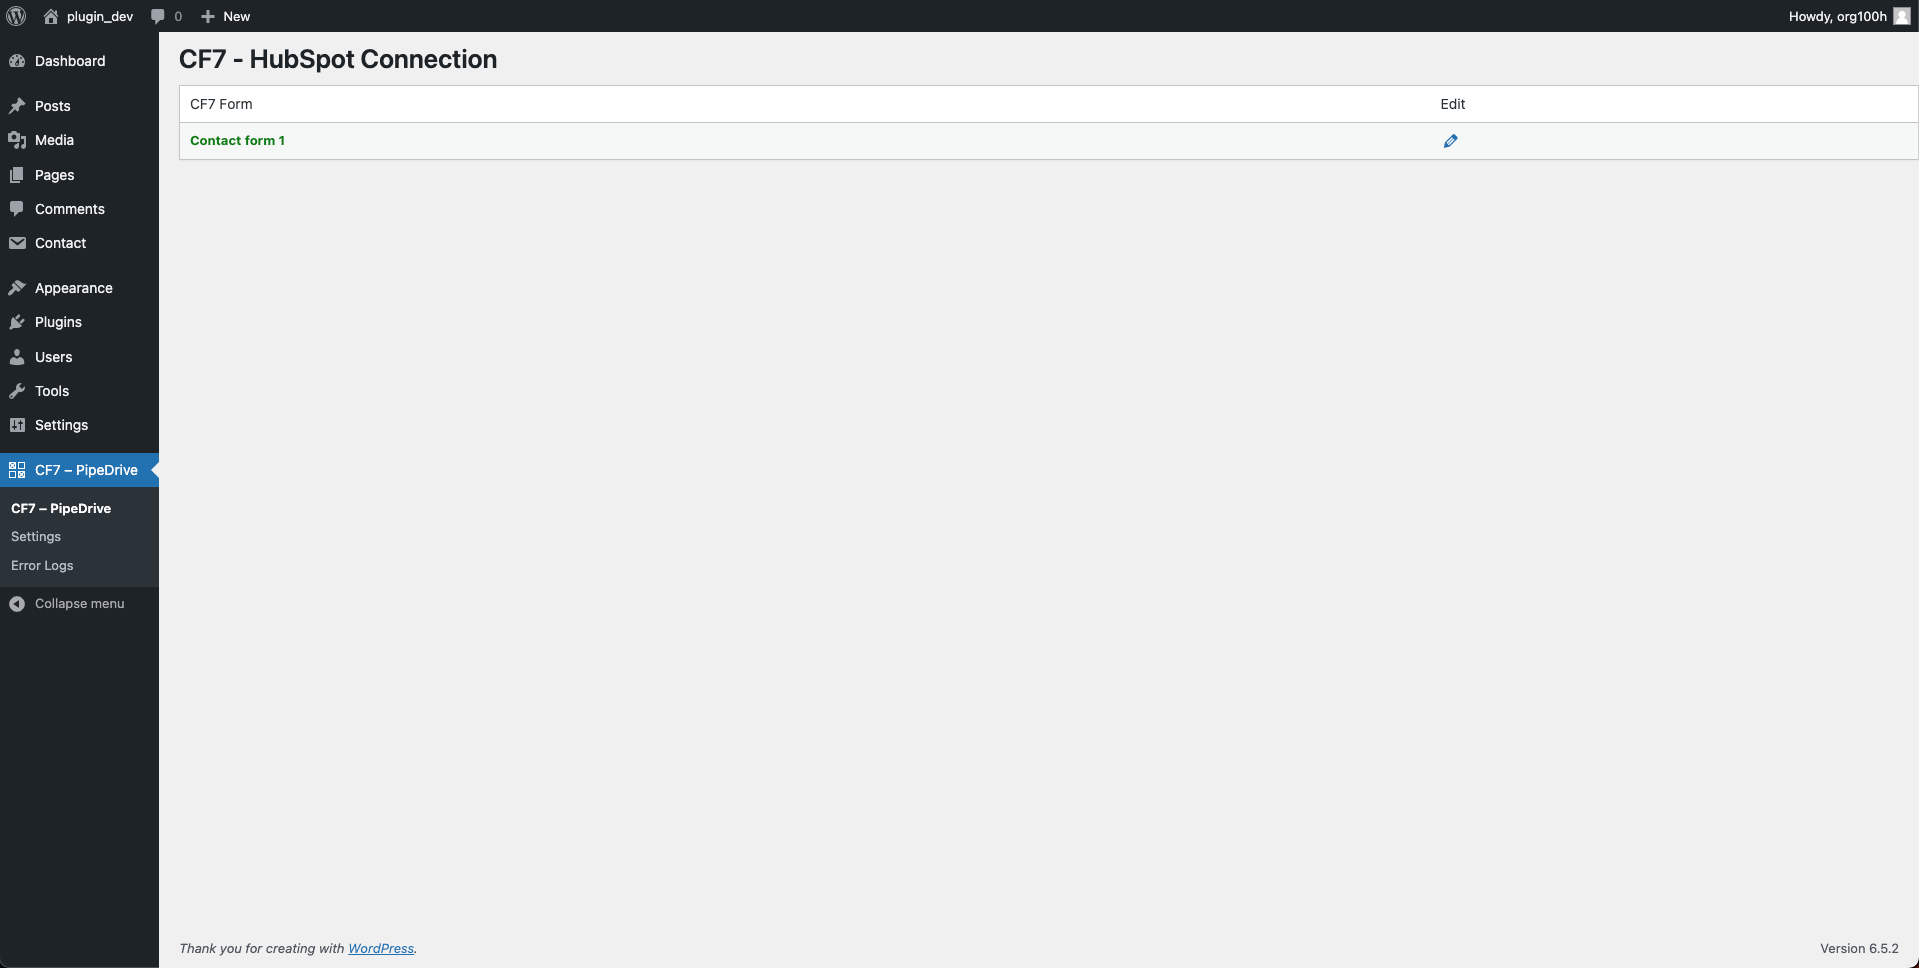 plugin_dev 0 New Howdy, org100h
Dashboard
Posts
Media
Pages
Comments
Contact
Appearance
Plugins
Users
Tools
Settings
CF7 – PipeDrive
CF7 – PipeDrive
Settings
Error Logs
Collapse menu
CF7 - HubSpot Connection
CF7 Form Edit
Contact form 1
Thank you for creating with WordPress. Version 6.5.2